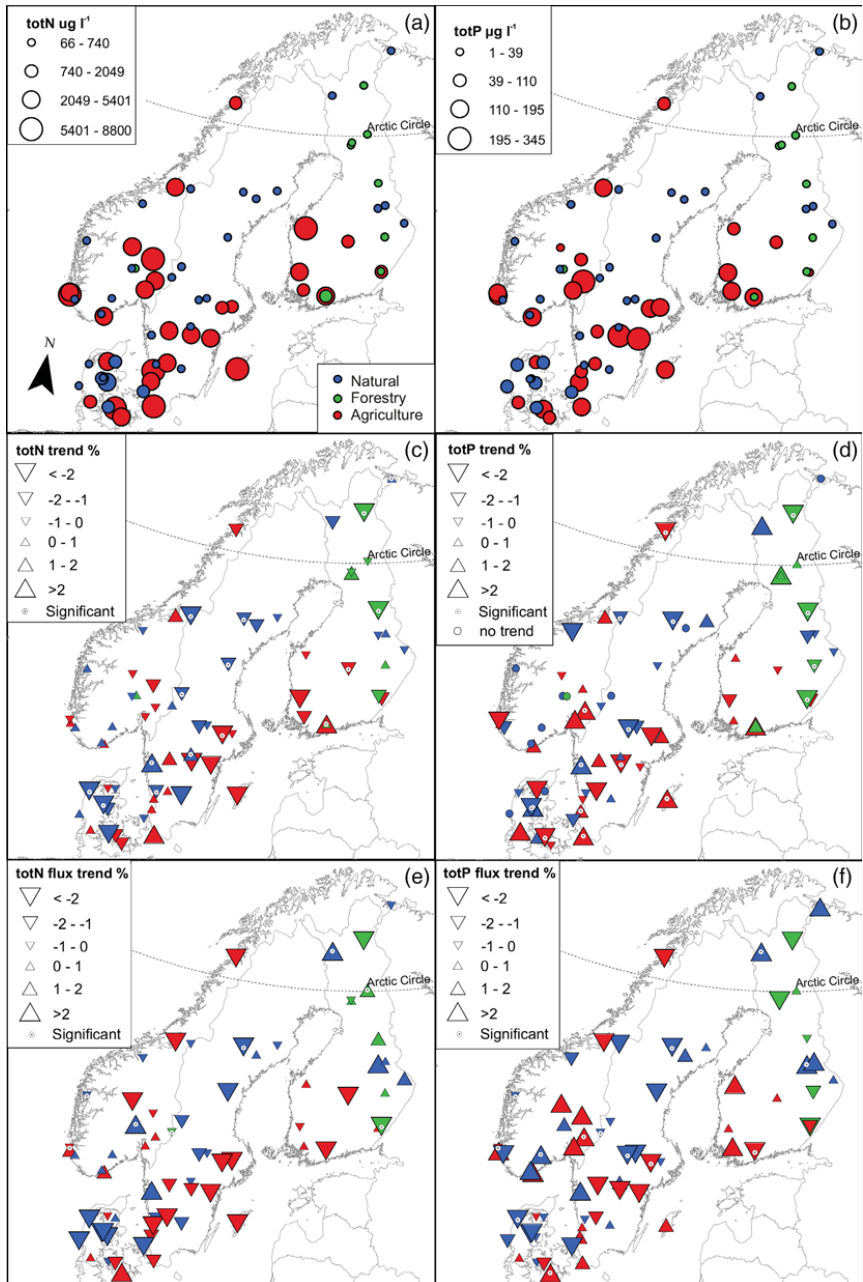 (a)
totN ug l-1
66 - 740
740 - 2049
2049 - 5401
5401 - 8800
Arctic Circle
N
Natural
Forestry
Agriculture
(b)
totP µg l-1
1 - 39
39 - 110
110 - 195
195 - 345
Arctic Circle
(c)
totN trend %
< -2
-2 - -1
-1 - 0
0 - 1
1 - 2
>2
Significant
Arctic Circle
(d)
totP trend %
< -2
-2 - -1
-1 - 0
0 - 1
1 - 2
>2
Significant
no trend
Arctic Circle
(e)
totN flux trend %
< -2
-2 - -1
-1 - 0
0 - 1
1 - 2
>2
Significant
Arctic Circle
(f)
totP flux trend %
< -2
-2 - -1
-1 - 0
0 - 1
1 - 2
>2
Significant
Arctic Circle